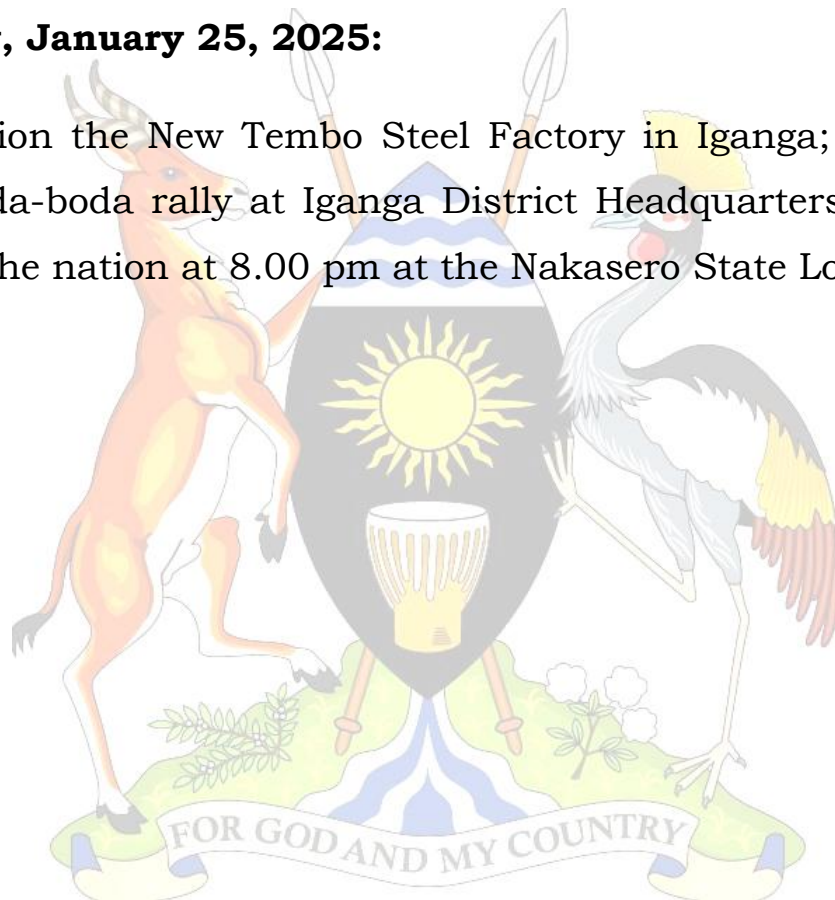 , January 25, 2025:
ion the New Tembo Steel Factory in Iganga;
da-boda rally at Iganga District Headquarters
he nation at 8.00 pm at the Nakasero State Lo
FOR GOD AND MY COUNTRY